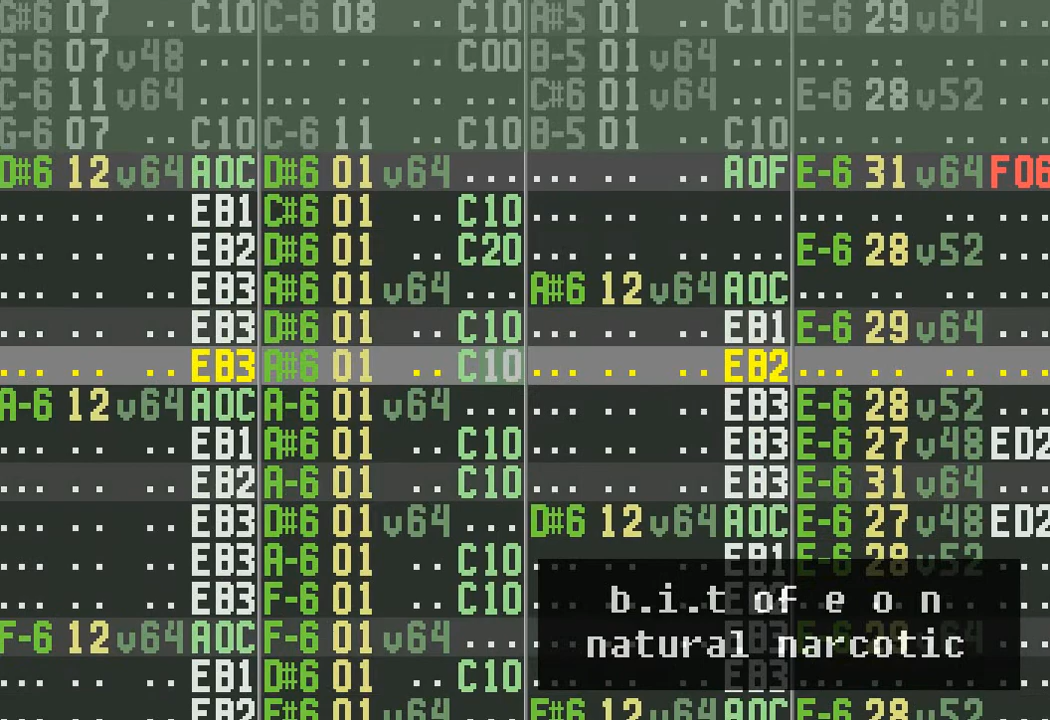 G#6 07 .. C10 C-6 08 .. C10 A#5 01 .. C10 E-6 29 v64 ...
G-6 07 v48 ... ... .. .. C00 B-5 01 v64 ... ... .. .. ...
C-6 11 v64 ... ... .. .. ... C#6 01 v64 ... E-6 28 v52 ...
G-6 07 .. C10 C-6 11 .. C10 B-5 01 .. C10 ... .. .. ...
D#6 12 v64 A0C D#6 01 v64 ... ... .. .. A0F E-6 31 v64 F06
... .. .. EB1 C#6 01 .. C10 ... .. .. ... ... .. .. ...
... .. .. EB2 D#6 01 .. C20 ... .. .. ... E-6 28 v52 ...
... .. .. EB3 A#6 01 v64 ... A#6 12 v64 A0C ... .. .. ...
... .. .. EB3 D#6 01 .. C10 ... .. .. EB1 E-6 29 v64 ...
... .. .. EB3 A#6 01 .. C10 ... .. .. EB2 ... .. .. ...
A-6 12 v64 A0C A-6 01 v64 ... ... .. .. EB3 E-6 28 v52 ...
... .. .. EB1 A#6 01 .. C10 ... .. .. EB3 E-6 27 v48 ED2
... .. .. EB2 A-6 01 .. C10 ... .. .. EB3 E-6 31 v64 ...
... .. .. EB3 D#6 01 v64 ... D#6 12 v64 A0C E-6 27 v48 ED2
... .. .. EB3 A-6 01 .. C10 ... .. .. EB1 E-6 28 v52 ...
... .. .. EB3 F-6 01 .. C10
b.i.t of e o n
F-6 12 v64 A0C F-6 01 v64 ...
natural narcotic
... .. .. EB1 D#6 01 .. C10 ... .. .. EB3